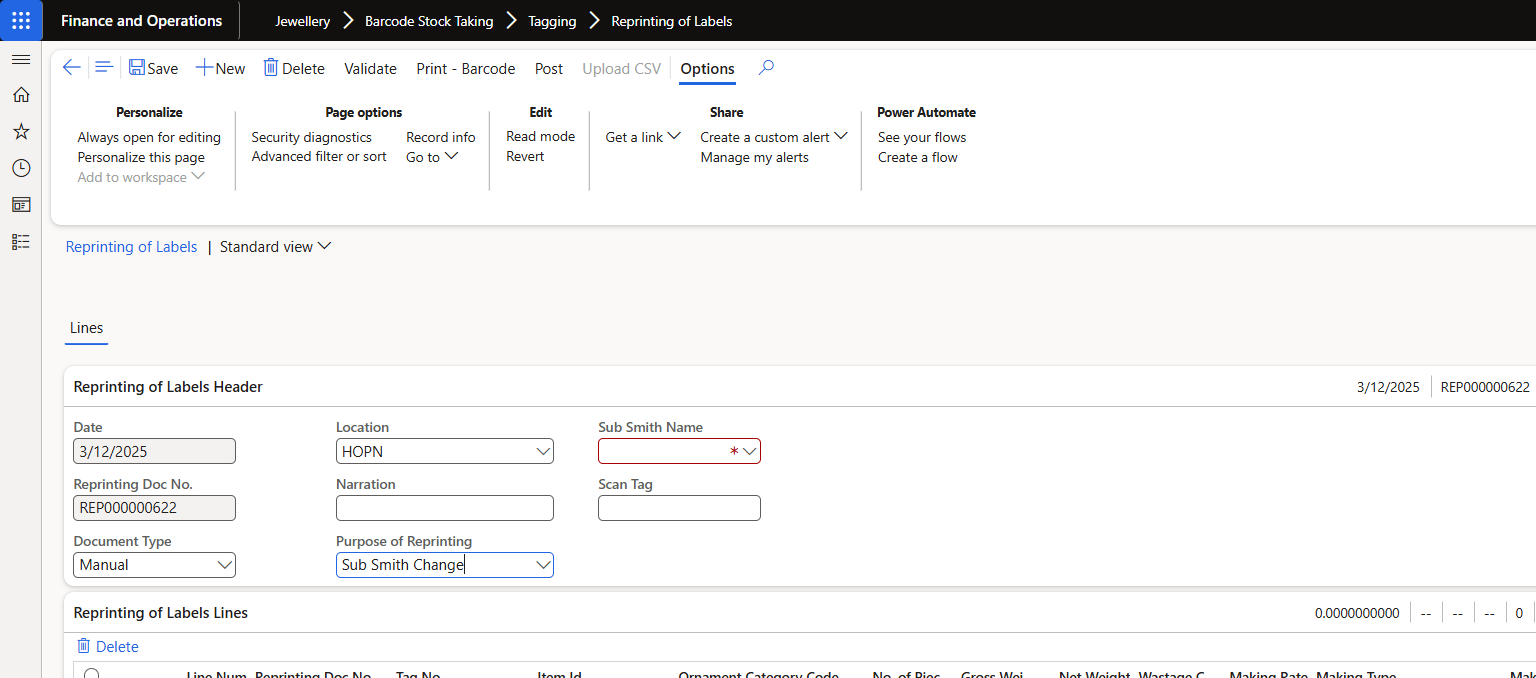 Finance and Operations
Jewellery > Barcode Stock Taking > Tagging > Reprinting of Labels
Save New Delete Validate Print - Barcode Post Upload CSV Options
Personalize
Always open for editing
Personalize this page
Add to workspace
Page options
Security diagnostics Record info
Advanced filter or sort Go to
Edit
Read mode
Revert
Share
Get a link Create a custom alert
Manage my alerts
Power Automate
See your flows
Create a flow
Reprinting of Labels | Standard view
Lines
Reprinting of Labels Header 3/12/2025 REP000000622
Date Location Sub Smith Name
3/12/2025 HOPN *
Reprinting Doc No. Narration Scan Tag
REP000000622
Document Type Purpose of Reprinting
Manual Sub Smith Change
Reprinting of Labels Lines 0.0000000000 -- -- -- 0
Delete
Line Num Reprinting Doc No Tag No Item Id Ornament Category Code No. of Piec Gross Wei Net Weight Wastage C Making Rate Making Type Mak